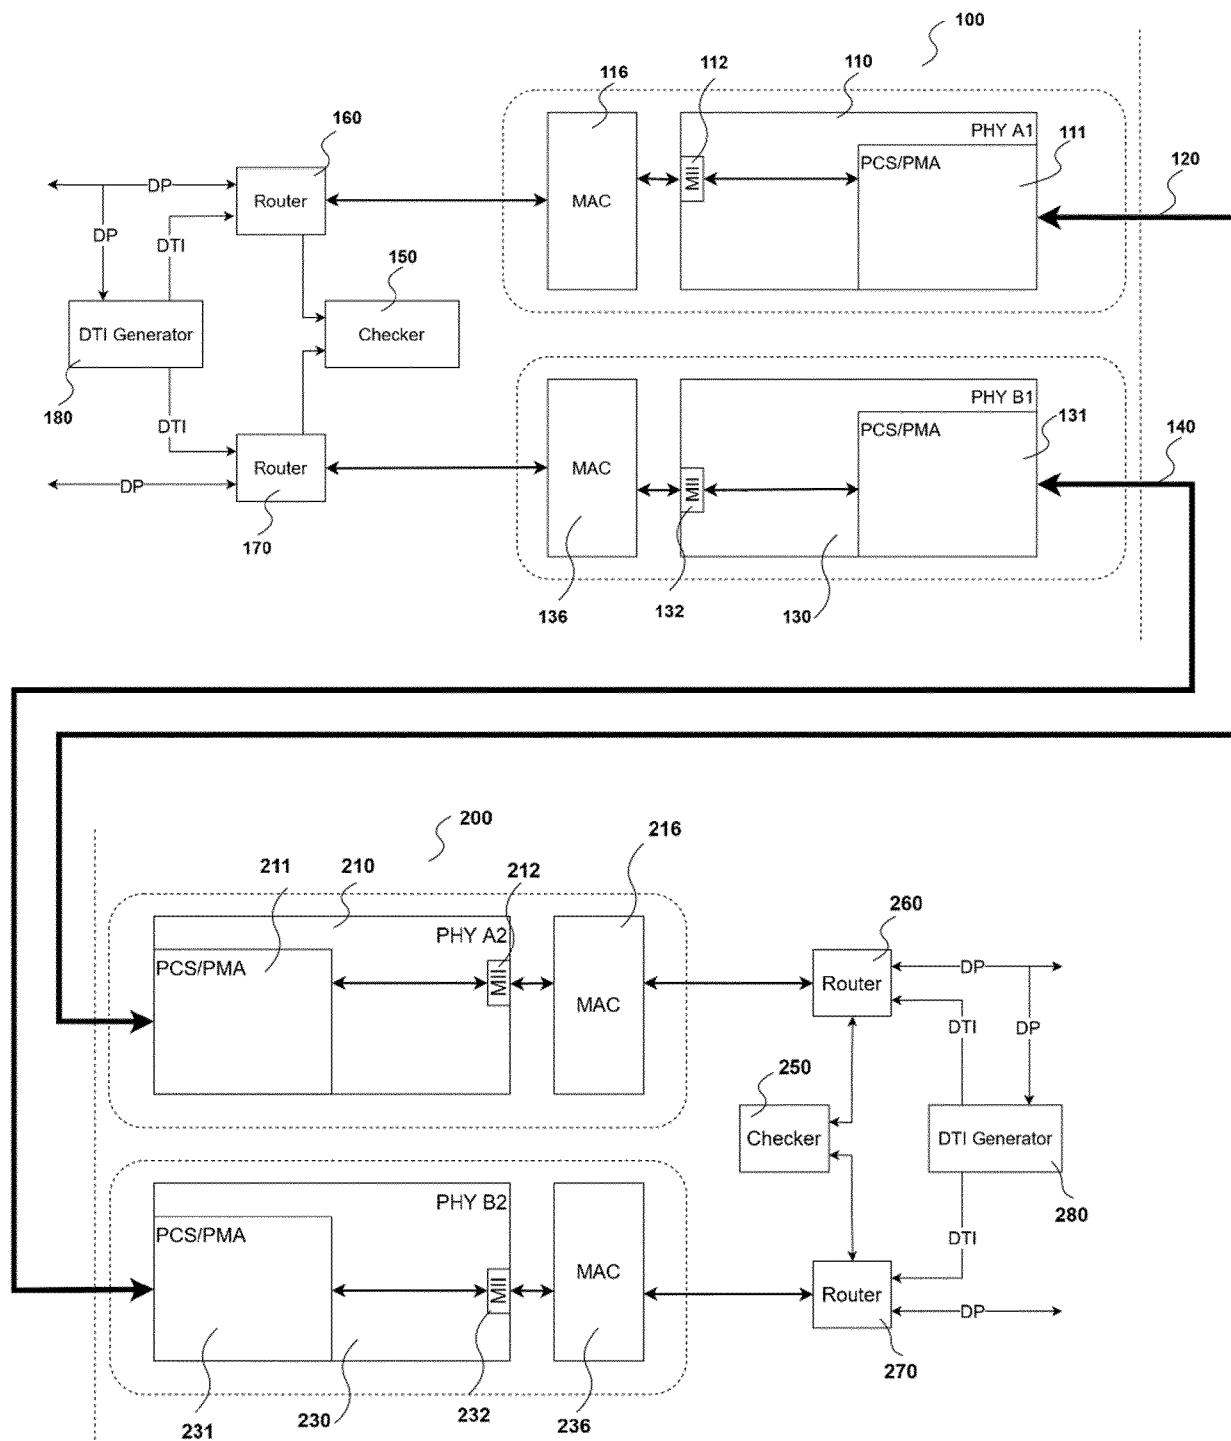 100
116
112
110
160
PHY A1
111
PCS/PMA
120
DP
Router
MII
MAC
DP
DTI
150
DTI Generator
Checker
180
PHY B1
131
140
DTI
PCS/PMA
Router
MAC
MII
DP
170
136
132
130
200
216
211
210
212
260
PHY A2
PCS/PMA
MII
DP
Router
MAC
DTI
DP
250
Checker
DTI Generator
PHY B2
280
PCS/PMA
DTI
MAC
MII
Router
DP
270
231
230
232
236